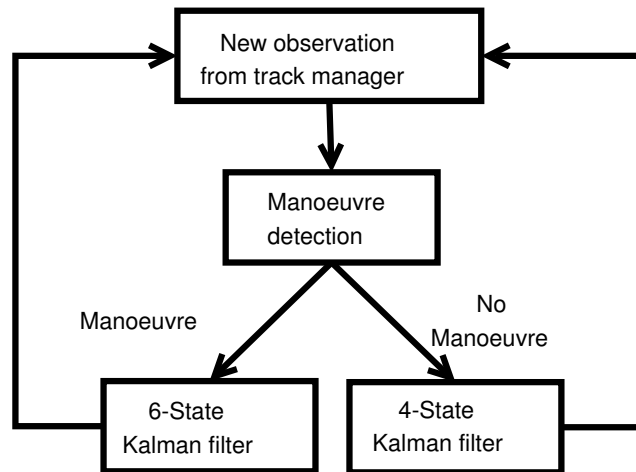 New observation
from track manager
Manoeuvre
detection
Manoeuvre
No
Manoeuvre
6-State
Kalman filter
4-State
Kalman filter